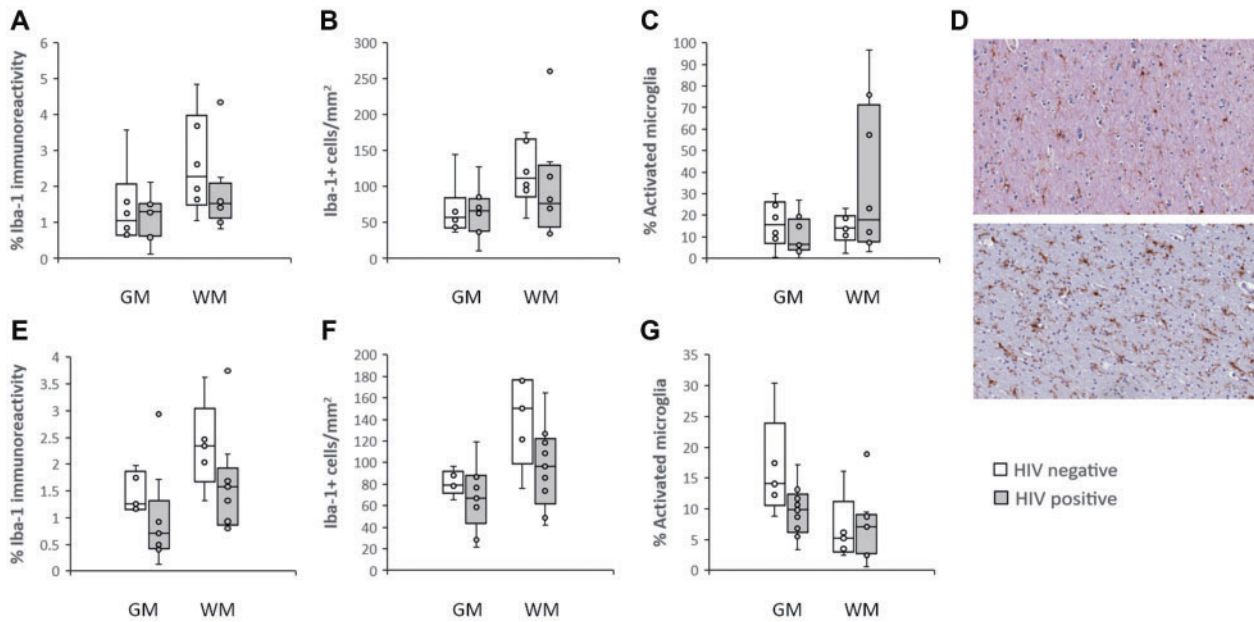 A
% Iba-1 immunoreactivity
6
5
4
3
2
1
0
GM WM
B
Iba-1+ cells/mm²
300
250
200
150
100
50
0
GM WM
C
% Activated microglia
100
90
80
70
60
50
40
30
20
10
0
GM WM
D
E
% Iba-1 immunoreactivity
4
3.5
3
2.5
2
1.5
1
0.5
0
GM WM
F
Iba-1+ cells/mm²
200
180
160
140
120
100
80
60
40
20
0
GM WM
G
% Activated microglia
35
30
25
20
15
10
5
0
GM WM
HIV negative
HIV positive